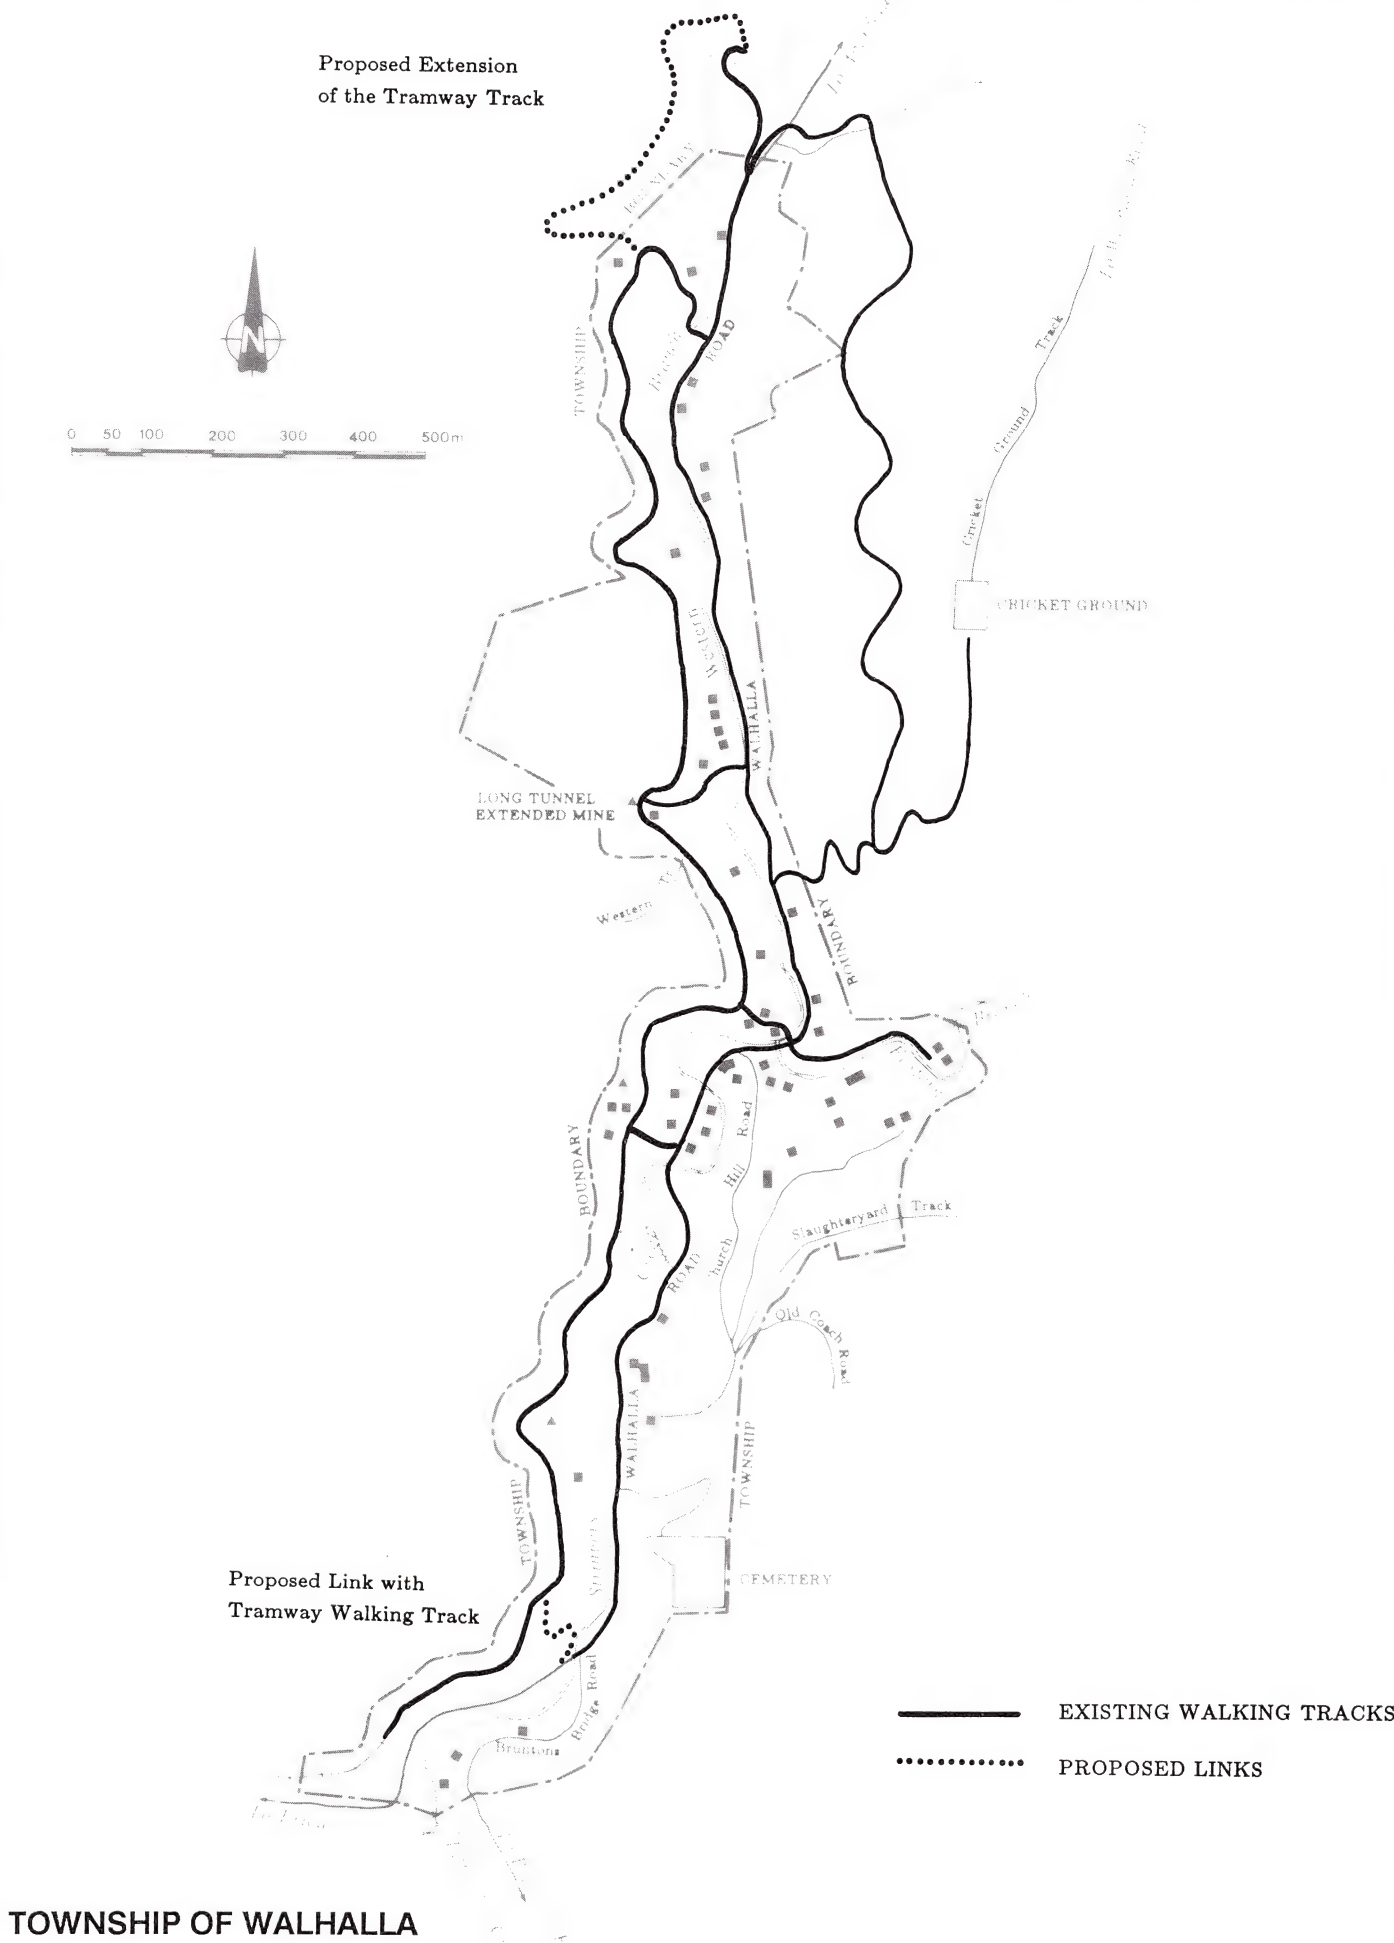 Proposed Extension
of the Tramway Track
BOUNDARY
TOWNSHIP
Branch
ROAD
Track
Ground
Cricket
N
0 50 100 200 300 400 500m
CRICKET GROUND
Western
WALHALLA
LONG TUNNEL
EXTENDED MINE
Western
BOUNDARY
BOUNDARY
Road
Hill
Church
Slaughteryard Track
ROAD
Old Coach Road
WALHALLA
TOWNSHIP
TOWNSHIP
Stringers
CEMETERY
Proposed Link with
Tramway Walking Track
Bruntons Bridge Road
EXISTING WALKING TRACKS
PROPOSED LINKS
TOWNSHIP OF WALHALLA